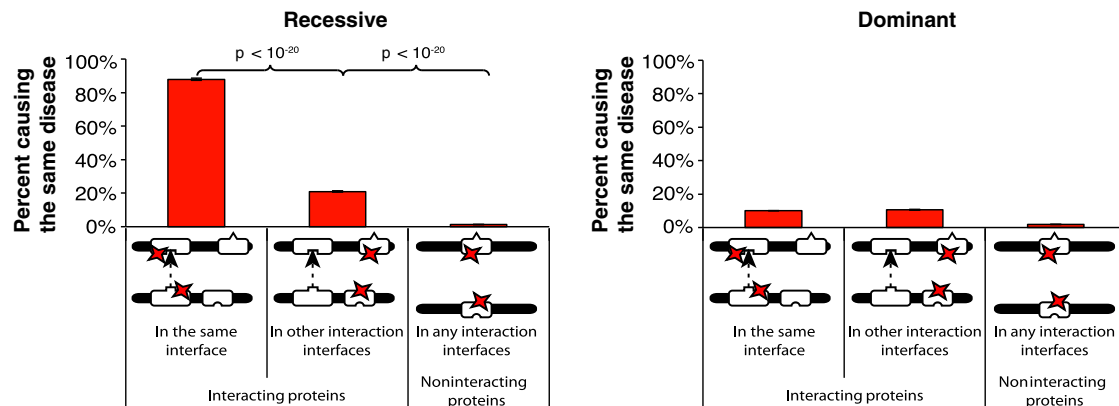 Recessive
p < 10-20
p < 10-20
Percent causing
the same disease
100%
80%
60%
40%
20%
0%
In the same
interface
In other interaction
interfaces
In any interaction
interfaces
Interacting proteins
Noninteracting
proteins
Dominant
Percent causing
the same disease
100%
80%
60%
40%
20%
0%
In the same
interface
In other interaction
interfaces
In any interaction
interfaces
Interacting proteins
Noninteracting
proteins